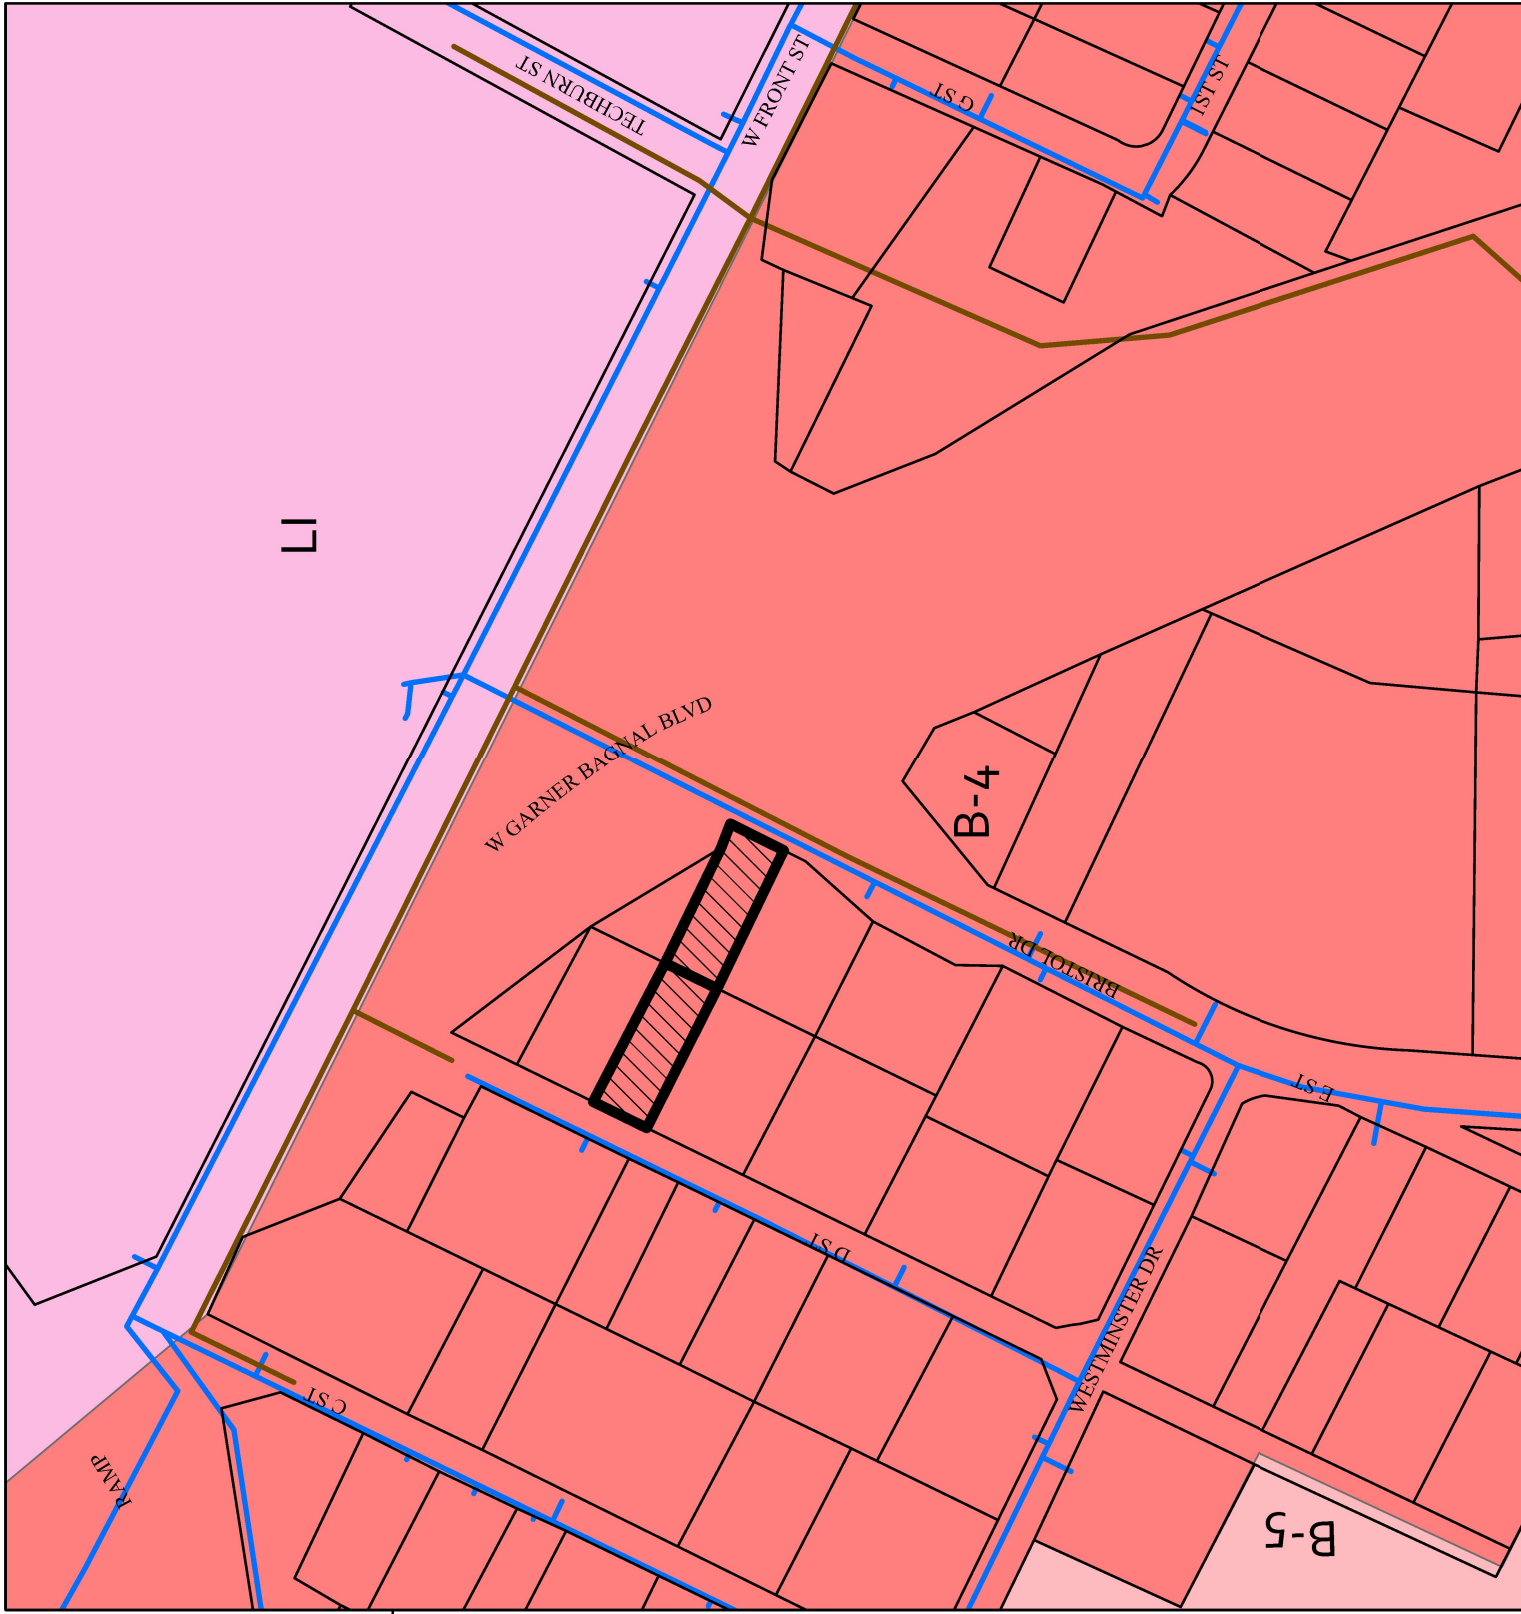 TECHBURN ST
W FRONT ST
G ST
1ST ST
LI
W GARNER BAGNAL BLVD
B-4
BRISTOL DR
E ST
D ST
WESTMINSTER DR
C ST
RAMP
B-5